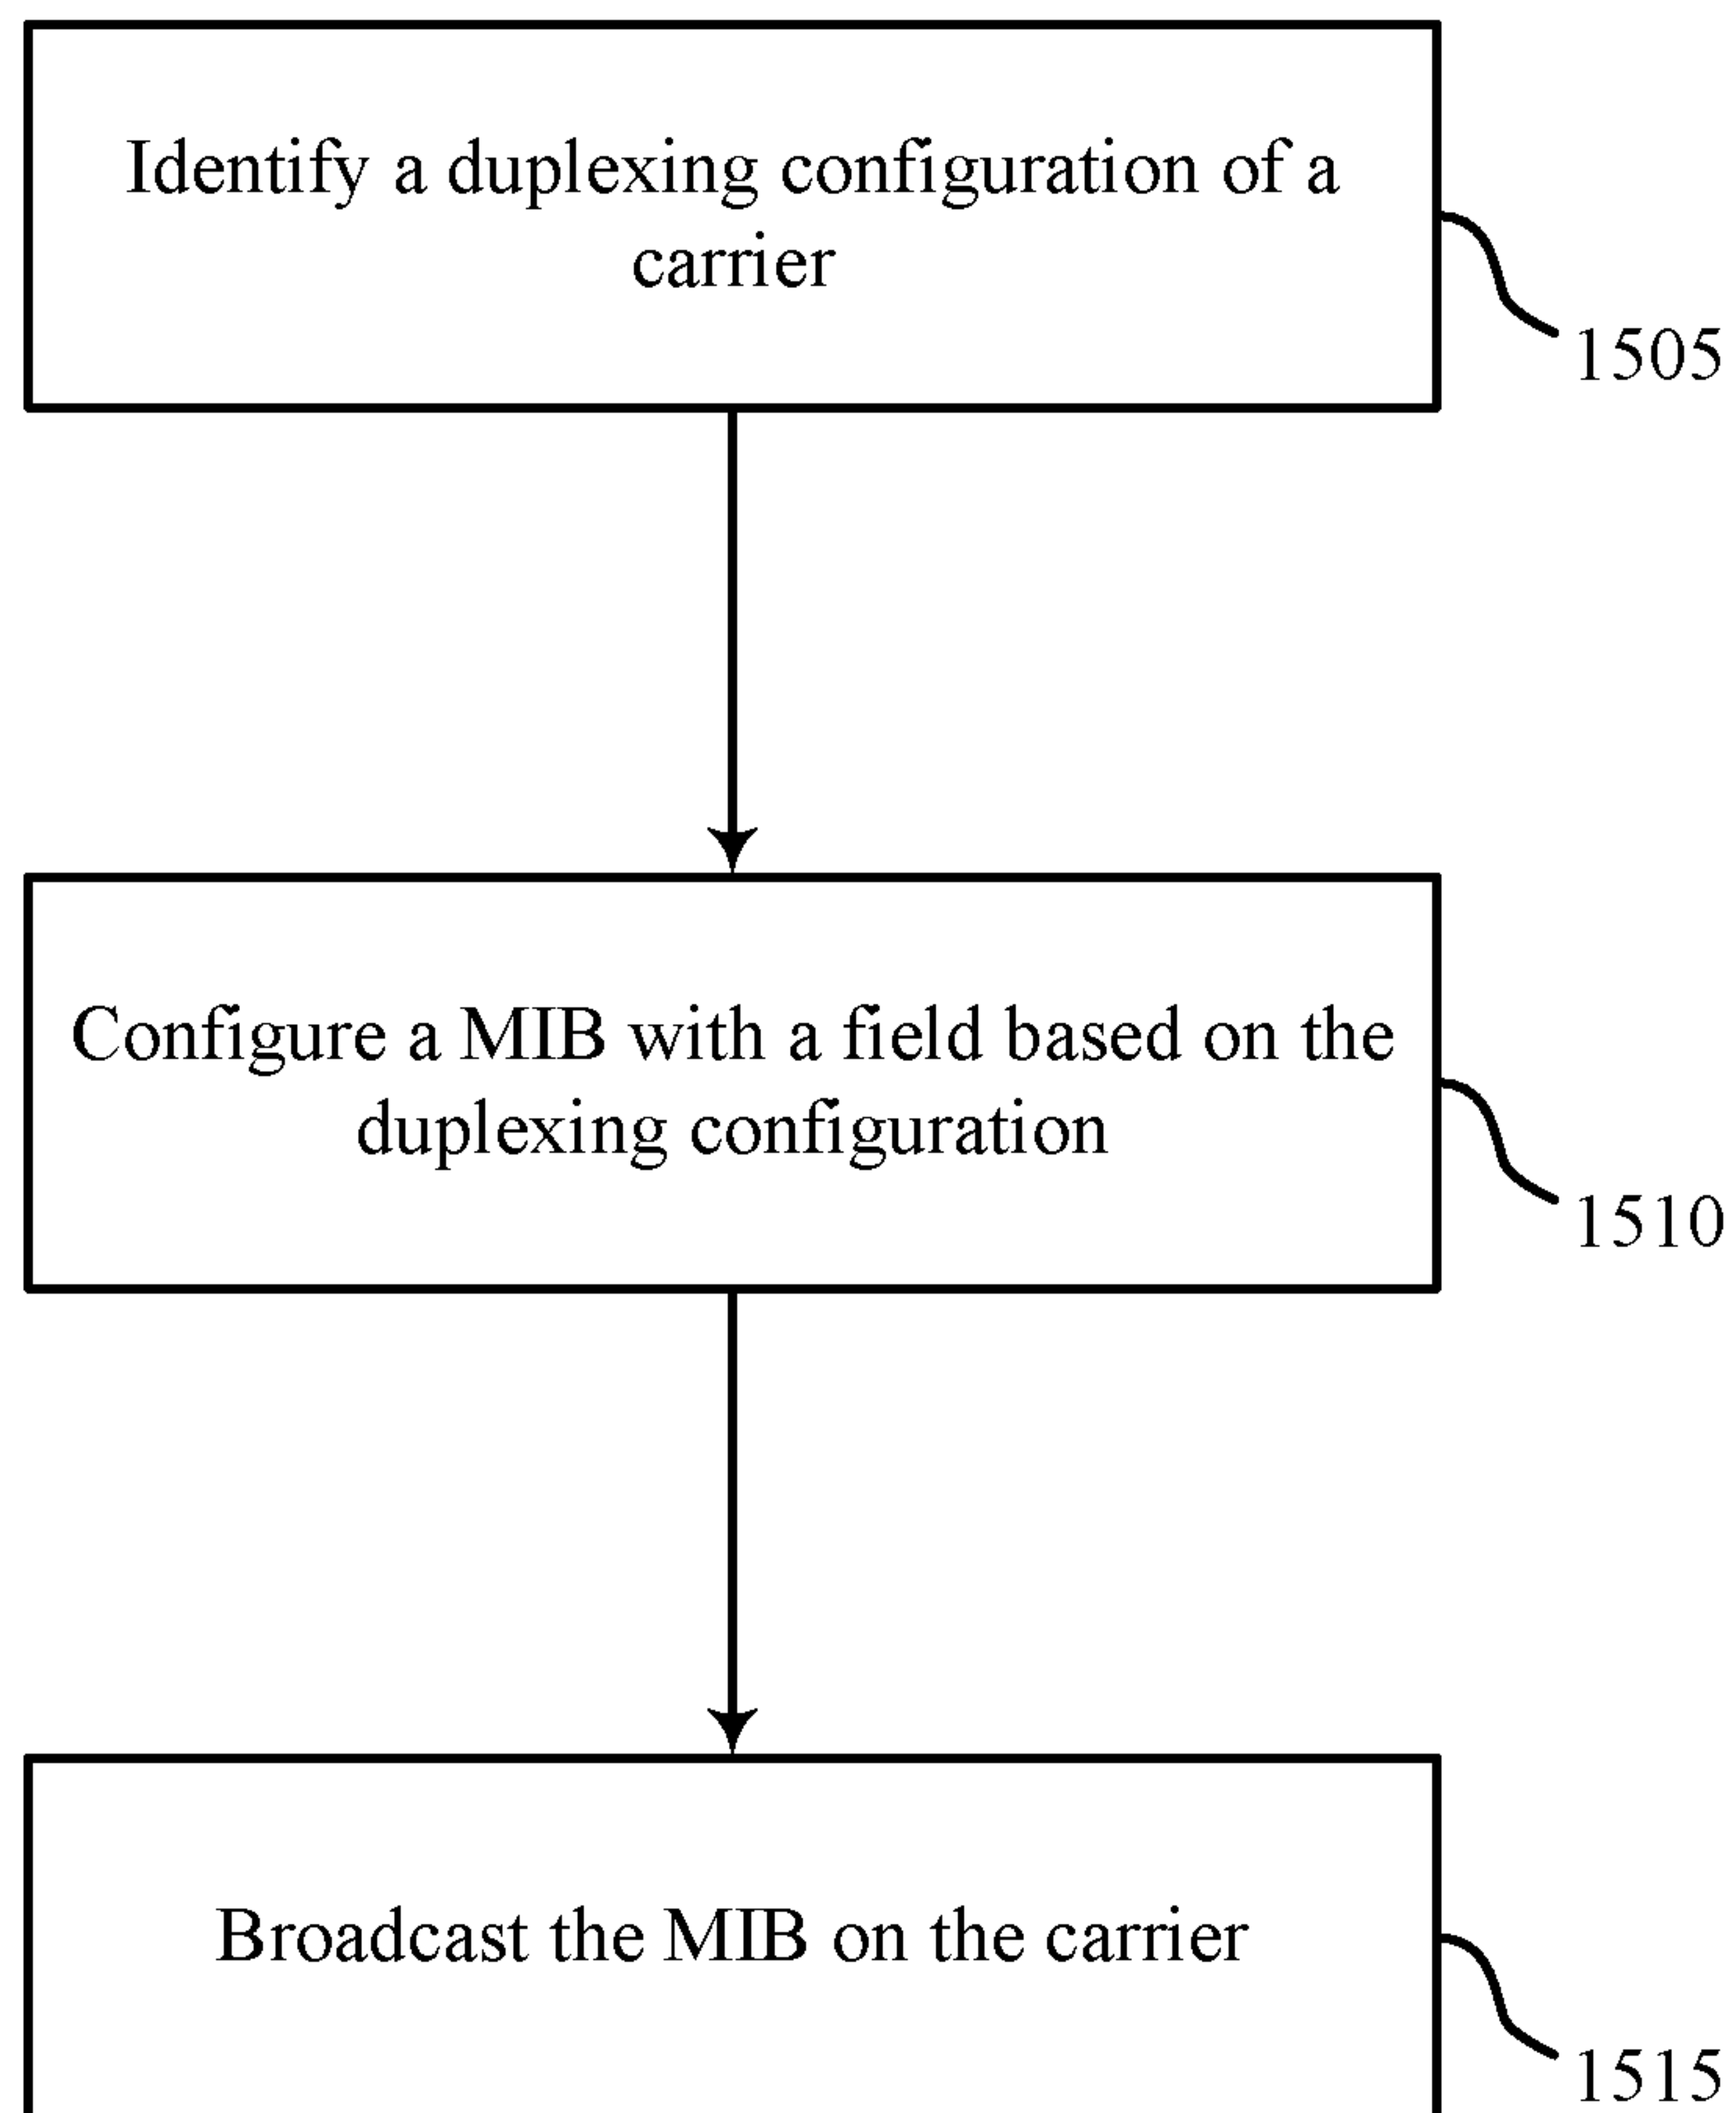 Identify a duplexing configuration of a
carrier
1505
Configure a MIB with a field based on the
duplexing configuration
1510
Broadcast the MIB on the carrier
1515